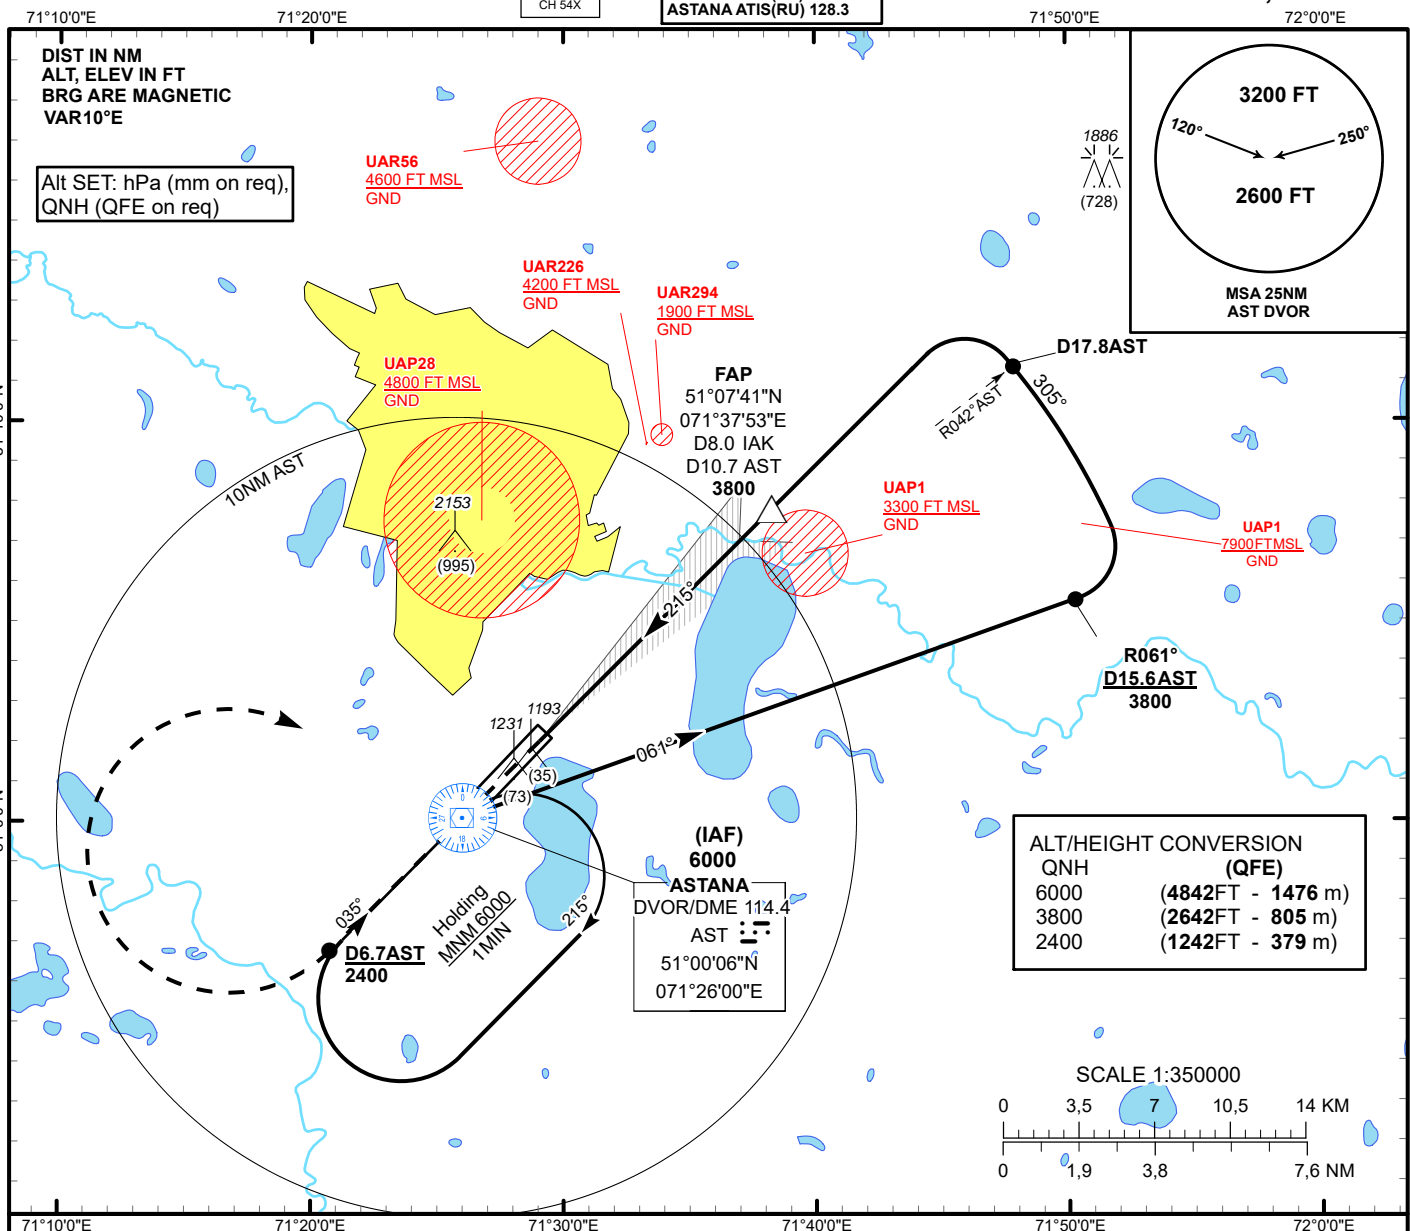 CH 54X
ASTANA ATIS(RU) 128.3
71°10'0"E
71°20'0"E
71°50'0"E
72°0'0"E
DIST IN NM
ALT, ELEV IN FT
BRG ARE MAGNETIC
VAR10°E
Alt SET: hPa (mm on req),
QNH (QFE on req)
UAR56
4600 FT MSL
GND
1886
(728)
3200 FT
120°
250°
2600 FT
MSA 25NM
AST DVOR
UAR226
4200 FT MSL
GND
UAR294
1900 FT MSL
GND
UAP28
4800 FT MSL
GND
FAP
51°07'41"N
071°37'53"E
D8.0 IAK
D10.7 AST
3800
D17.8AST
305°
R042°AST
10NM AST
2153
(995)
UAP1
3300 FT MSL
GND
UAP1
7900FTMSL
GND
215°
R061°
D15.6AST
3800
1193
1231
(35)
(73)
061°
0
9
18
27
(IAF)
6000
ASTANA
DVOR/DME 114.4
AST
51°00'06"N
071°26'00"E
035°
Holding
MNM 6000
1MIN
215°
D6.7AST
2400
ALT/HEIGHT CONVERSION
QNH (QFE)
6000 (4842FT - 1476 m)
3800 (2642FT - 805 m)
2400 (1242FT - 379 m)
SCALE 1:350000
0 3,5 7 10,5 14 KM
0 1,9 3,8 7,6 NM
71°10'0"E
71°20'0"E
71°30'0"E
71°40'0"E
71°50'0"E
72°0'0"E